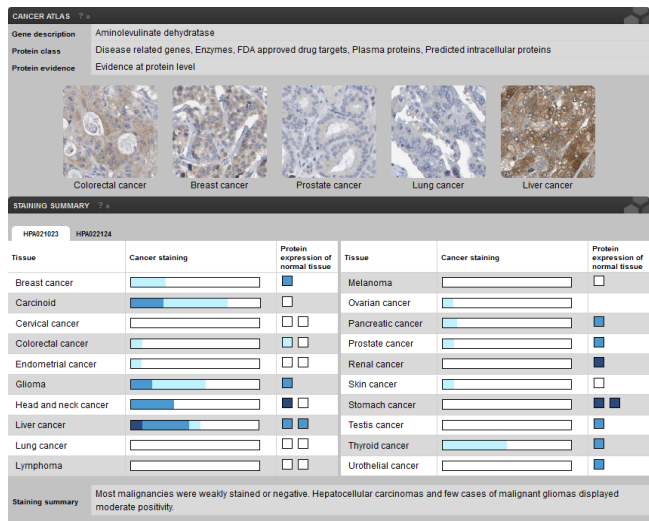 CANCER ATLAS ? »
Gene description Aminolevulinate dehydratase
Protein class Disease related genes, Enzymes, FDA approved drug targets, Plasma proteins, Predicted intracellular proteins
Protein evidence Evidence at protein level
Colorectal cancer Breast cancer Prostate cancer Lung cancer Liver cancer
STAINING SUMMARY ? »
HPA021023 HPA022124
Tissue Cancer staining Protein
expression of
normal tissue
Breast cancer
Carcinoid
Cervical cancer
Colorectal cancer
Endometrial cancer
Glioma
Head and neck cancer
Liver cancer
Lung cancer
Lymphoma
Tissue Cancer staining Protein
expression of
normal tissue
Melanoma
Ovarian cancer
Pancreatic cancer
Prostate cancer
Renal cancer
Skin cancer
Stomach cancer
Testis cancer
Thyroid cancer
Urothelial cancer
Staining summary Most malignancies were weakly stained or negative. Hepatocellular carcinomas and few cases of malignant gliomas displayed
moderate positivity.